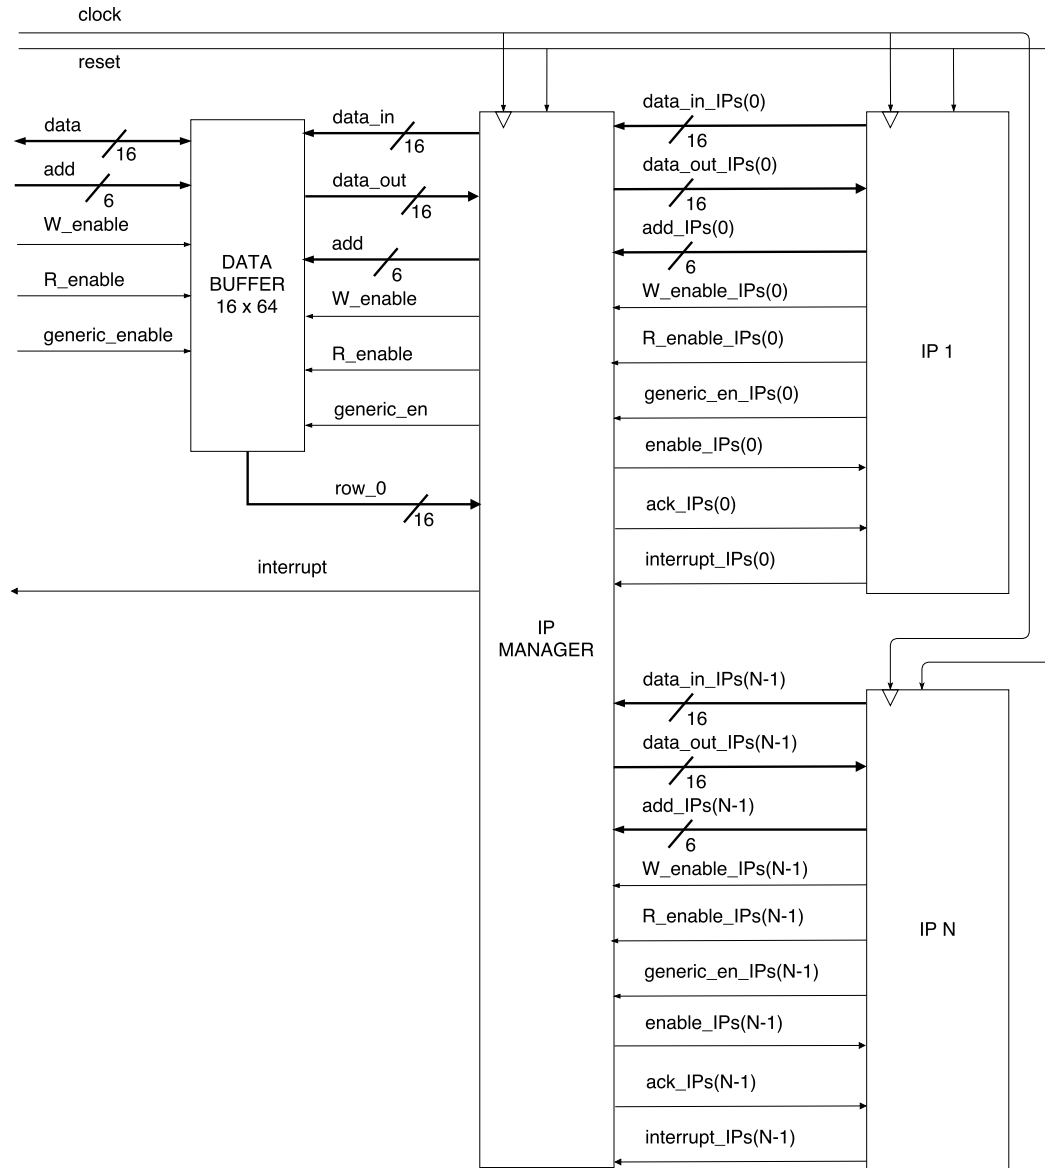 clock
reset
data
16
add
6
W_enable
R_enable
generic_enable
DATA
BUFFER
16 x 64
data_in
16
data_out
16
add
6
W_enable
R_enable
generic_en
row_0
16
interrupt
IP
MANAGER
data_in_IPs(0)
16
data_out_IPs(0)
16
add_IPs(0)
6
W_enable_IPs(0)
R_enable_IPs(0)
generic_en_IPs(0)
enable_IPs(0)
ack_IPs(0)
interrupt_IPs(0)
IP 1
data_in_IPs(N-1)
16
data_out_IPs(N-1)
16
add_IPs(N-1)
6
W_enable_IPs(N-1)
R_enable_IPs(N-1)
generic_en_IPs(N-1)
enable_IPs(N-1)
ack_IPs(N-1)
interrupt_IPs(N-1)
IP N